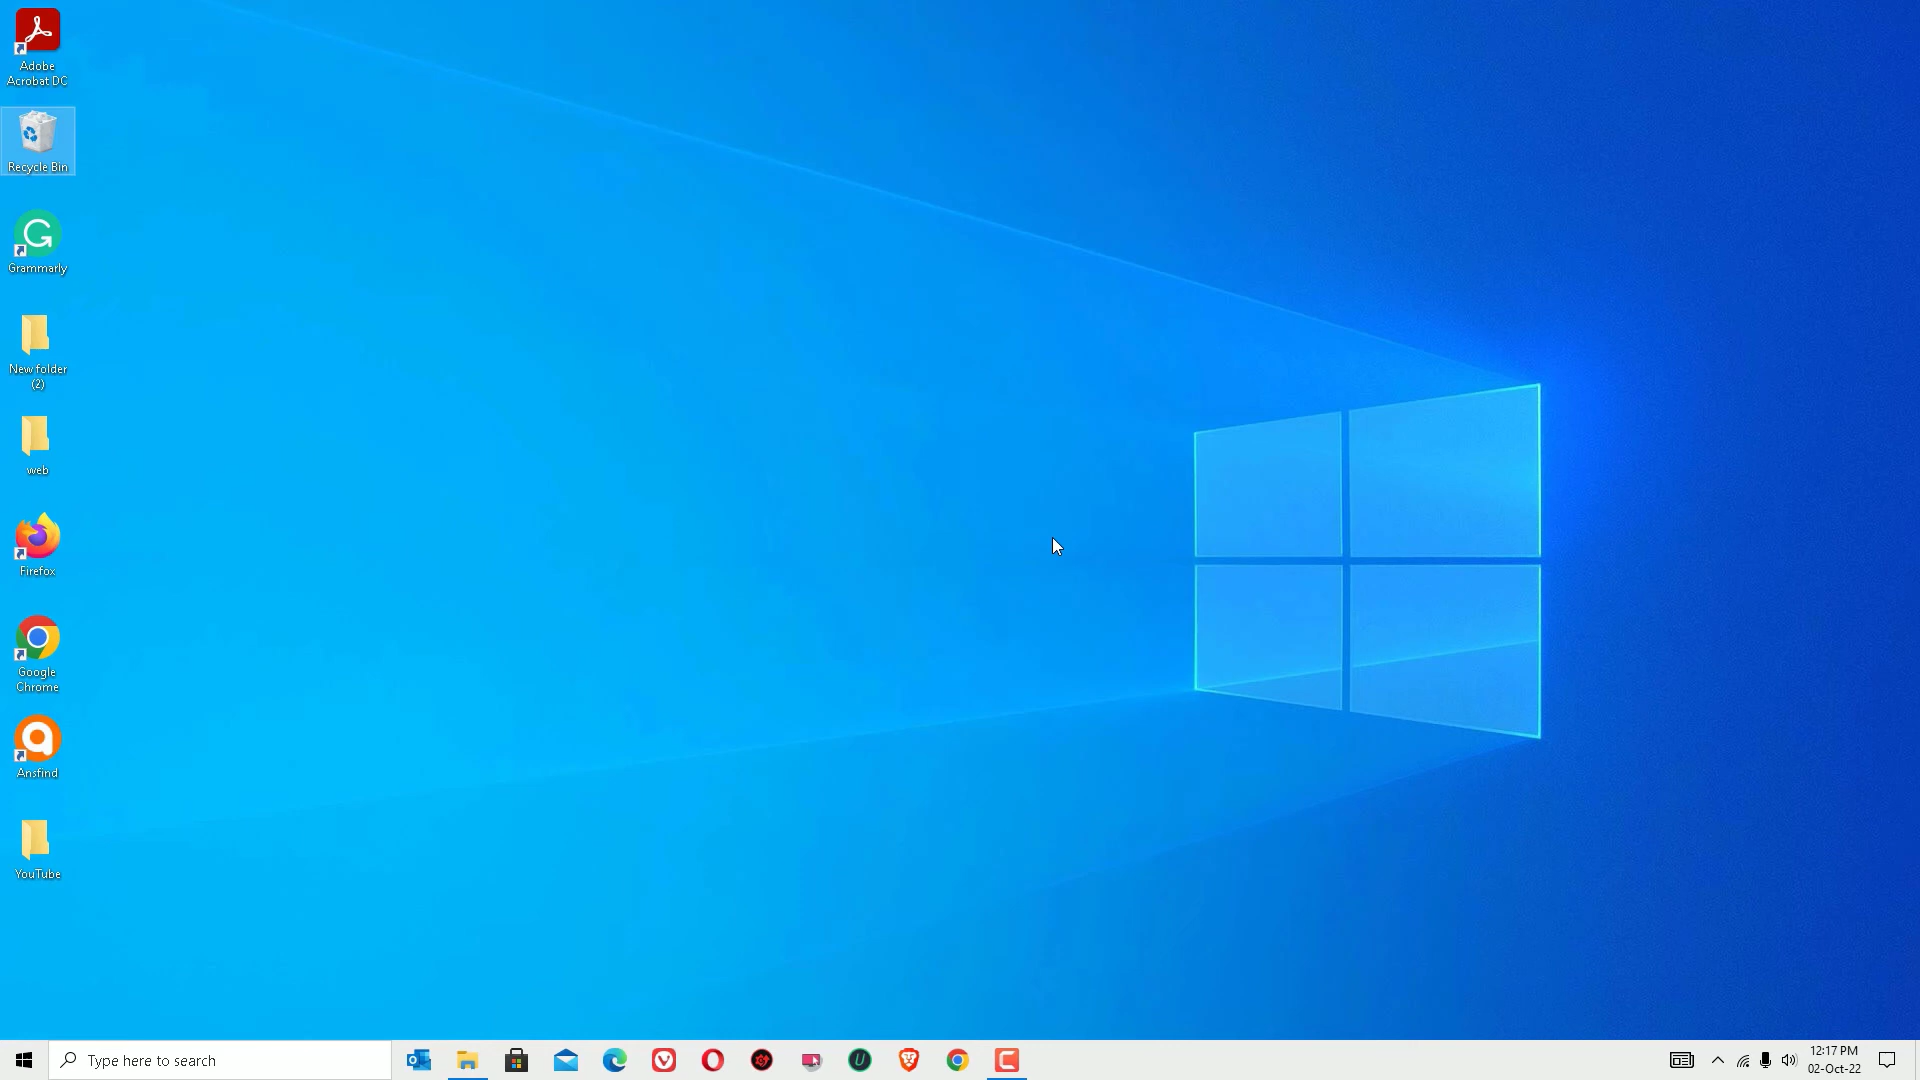 Adobe
Acrobat DC
Recycle Bin
Grammarly
New folder
(2)
web
Firefox
Google
Chrome
Ansfind
YouTube
Type here to search
12:17 PM
02-Oct-22